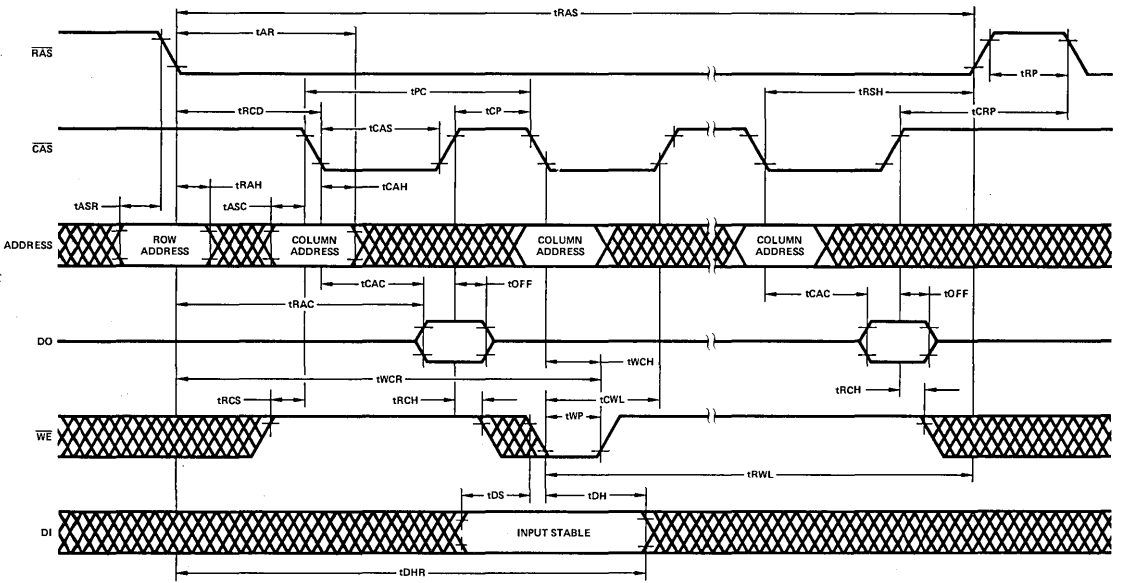 tRAS
tAR
RAS
tRP
tPC
tRSH
tRCD
tCP
tCRP
tCAS
CAS
tRAH
tCAH
tASR
tASC
ADDRESS
ROW ADDRESS
COLUMN ADDRESS
COLUMN ADDRESS
COLUMN ADDRESS
tCAC
tOFF
tCAC
tOFF
tRAC
DO
tWCH
tWCR
tRCH
tRCS
tRCH
tCWL
tWP
WE
tRWL
tDS
tDH
DI
INPUT STABLE
tDHR